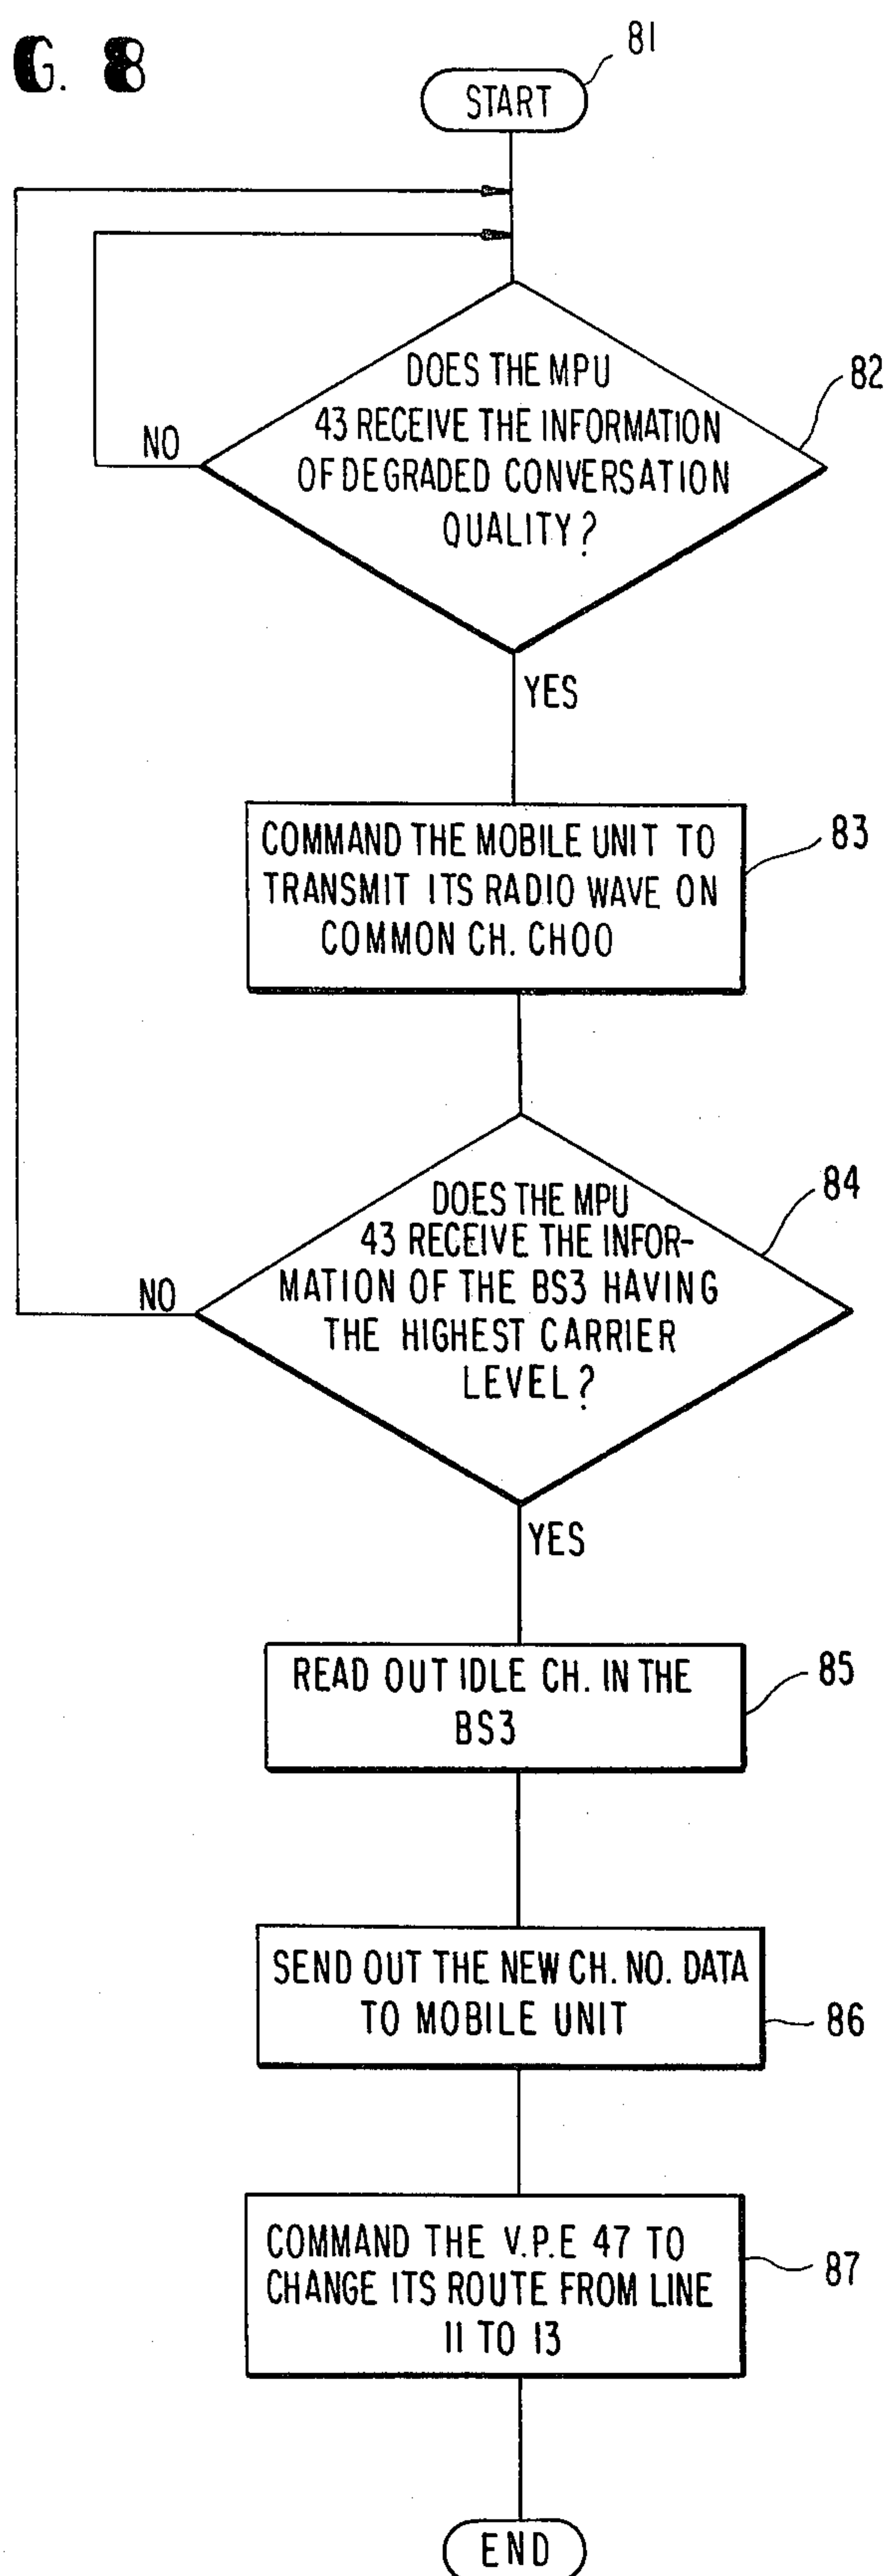 G. 8
81
START
82
DOES THE MPU
43 RECEIVE THE INFORMATION
OF DEGRADED CONVERSATION
QUALITY?
NO
YES
83
COMMAND THE MOBILE UNIT TO
TRANSMIT ITS RADIO WAVE ON
COMMON CH. CH00
84
DOES THE MPU
43 RECEIVE THE INFOR-
MATION OF THE BS3 HAVING
THE HIGHEST CARRIER
LEVEL?
NO
YES
85
READ OUT IDLE CH. IN THE
BS3
SEND OUT THE NEW CH. NO. DATA
TO MOBILE UNIT
86
COMMAND THE V.P.E 47 TO
CHANGE ITS ROUTE FROM LINE
11 TO 13
87
END